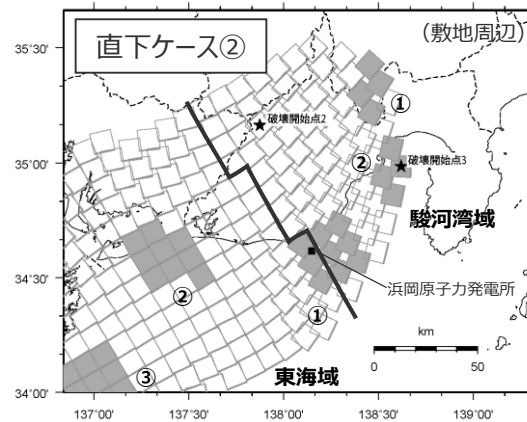 直下ケース②
（敷地周辺）
35°30'
①
破壊開始点2
35°00'
②
破壊開始点3
駿河湾域
34°30'
浜岡原子力発電所
②
①
km
③
東海域
0
50
34°00'
137°00'
137°30'
138°00'
138°30'
139°00'